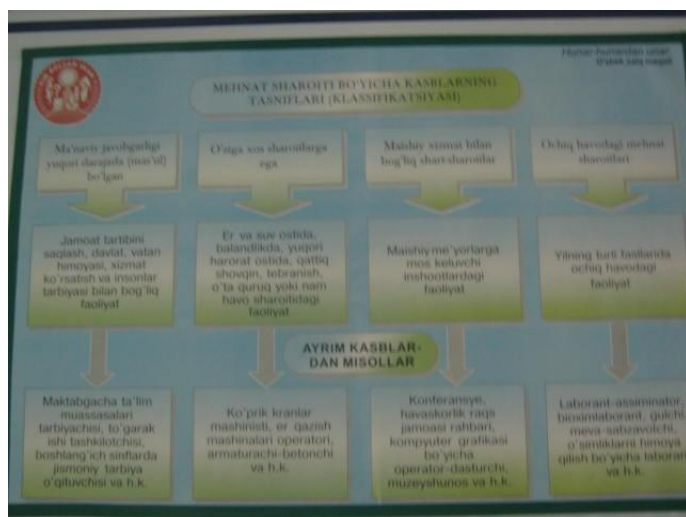 Hunar-hunardan unar
O'zbek xalq maqoli
MEHNAT SHAROITI BO'YICHA KASBLARNING
TASNIFLARI (KLASSIFIKATSIYASI)
Ma'naviy javobgarligi
yuqori darajada (mas'ul)
bo'lgan
O'ziga xos sharoitlarga
ega
Maishiy xizmat bilan
bog'liq shart-sharoitlar
Ochiq havodagi mehnat
sharoitlari
Jamoat tartibini
saqlash, davlat, vatan
himoyasi, xizmat
ko'rsatish va insonlar
tarbiyasi bilan bog'liq
faoliyat
Er va suv ostida,
balandlikda, yuqori
harorat ostida, qattiq
shovqin, tebranish,
o'ta quruq yoki nam
havo sharoitidagi
faoliyat
Maishiy me'yorlarga
mos keluvchi
inshootlardagi
faoliyat
Yilning turli fasllarida
ochiq havodagi
faoliyat
AYRIM KASBLAR-
DAN MISOLLAR
Maktabgacha ta'lim
muassasalari
tarbiyachisi, to'garak
ishi tashkilotchisi,
boshlang'ich sinflarda
jismoniy tarbiya
o'qituvchisi va h.k.
Ko'prik kranlar
mashinisti, er qazish
mashinalari operatori,
armaturachi-betonchi
va h.k.
Konferansye,
havaskorlik raqs
jamoasi rahbari,
kompyuter grafikasi
bo'yicha
operator-dasturchi,
muzeyshunos va h.k.
Laborant-assiminator,
biosimlaborant, gulchi,
meva-sabzavotchi,
o'simliklarni himoya
qilish bo'yicha laborant
va h.k.